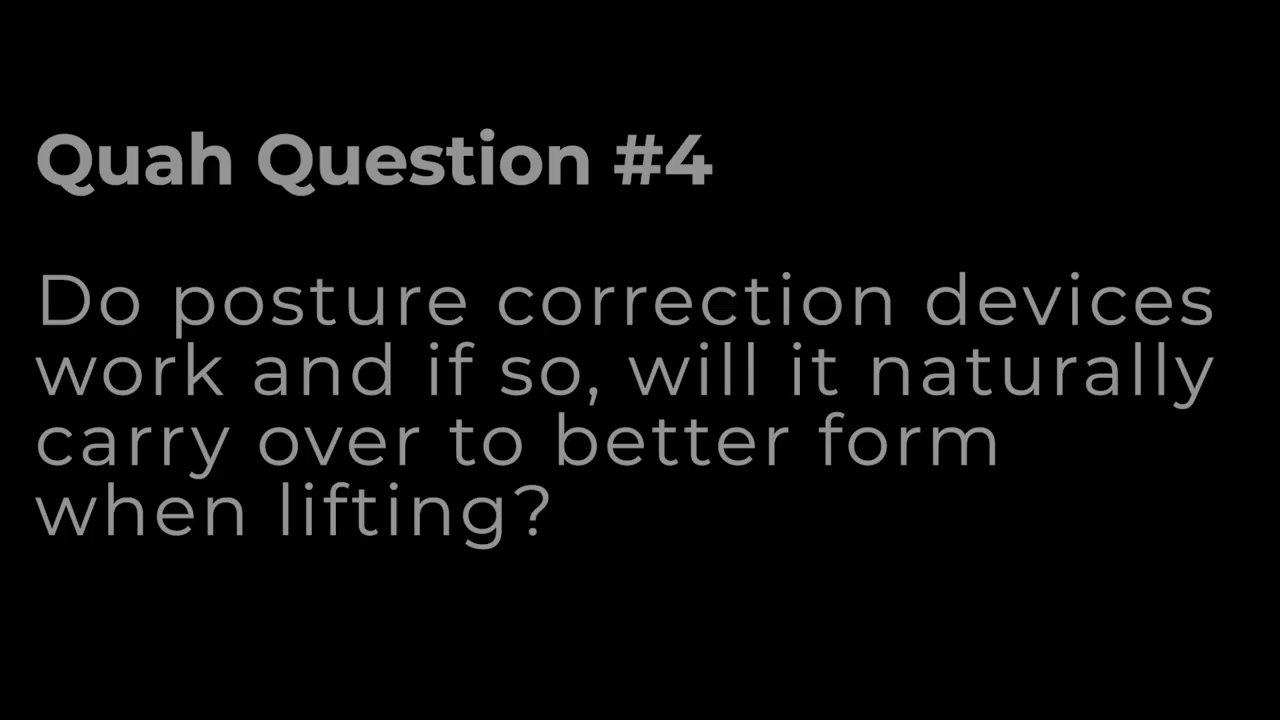 Quah Question #4
Do posture correction devices
work and if so, will it naturally
carry over to better form
when lifting?